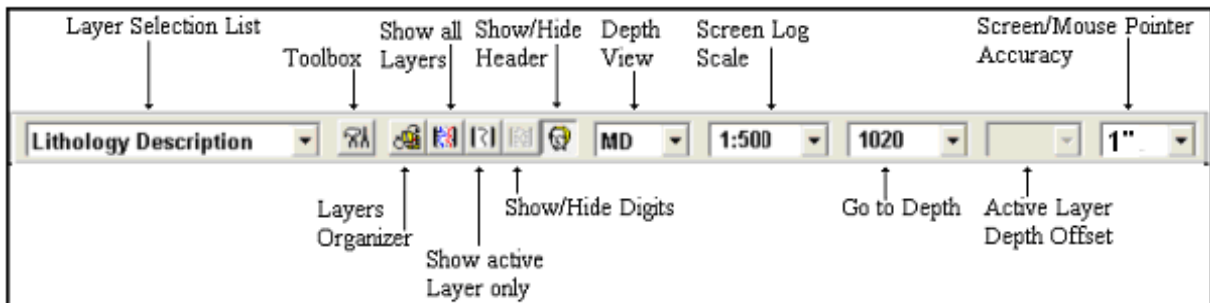 Layer Selection List
Toolbox
Show all
Layers
Show/Hide
Header
Depth
View
Screen Log
Scale
Screen/Mouse Pointer
Accuracy
Lithology Description
MD
1:500
1020
1"
Layers
Organizer
Show active
Layer only
Show/Hide Digits
Go to Depth
Active Layer
Depth Offset